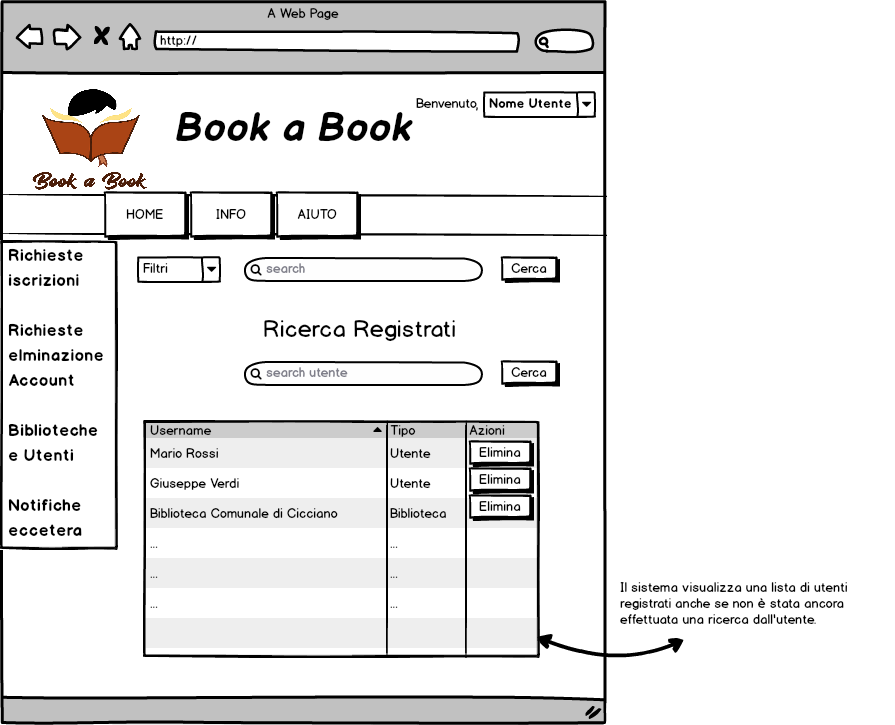 A Web Page
http://
Benvenuto, Nome Utente
Book a Book
Book a Book
HOME INFO AIUTO
Richieste
iscrizioni
Richieste
elminazione
Account
Biblioteche
e Utenti
Notifiche
eccetera
Filtri search Cerca
Ricerca Registrati
search utente Cerca
Username Tipo Azioni
Mario Rossi Utente Elimina
Giuseppe Verdi Utente Elimina
Biblioteca Comunale di Cicciano Biblioteca Elimina
... ...
... ...
... ...
Il sistema visualizza una lista di utenti
registrati anche se non è stata ancora
effettuata una ricerca dall'utente.